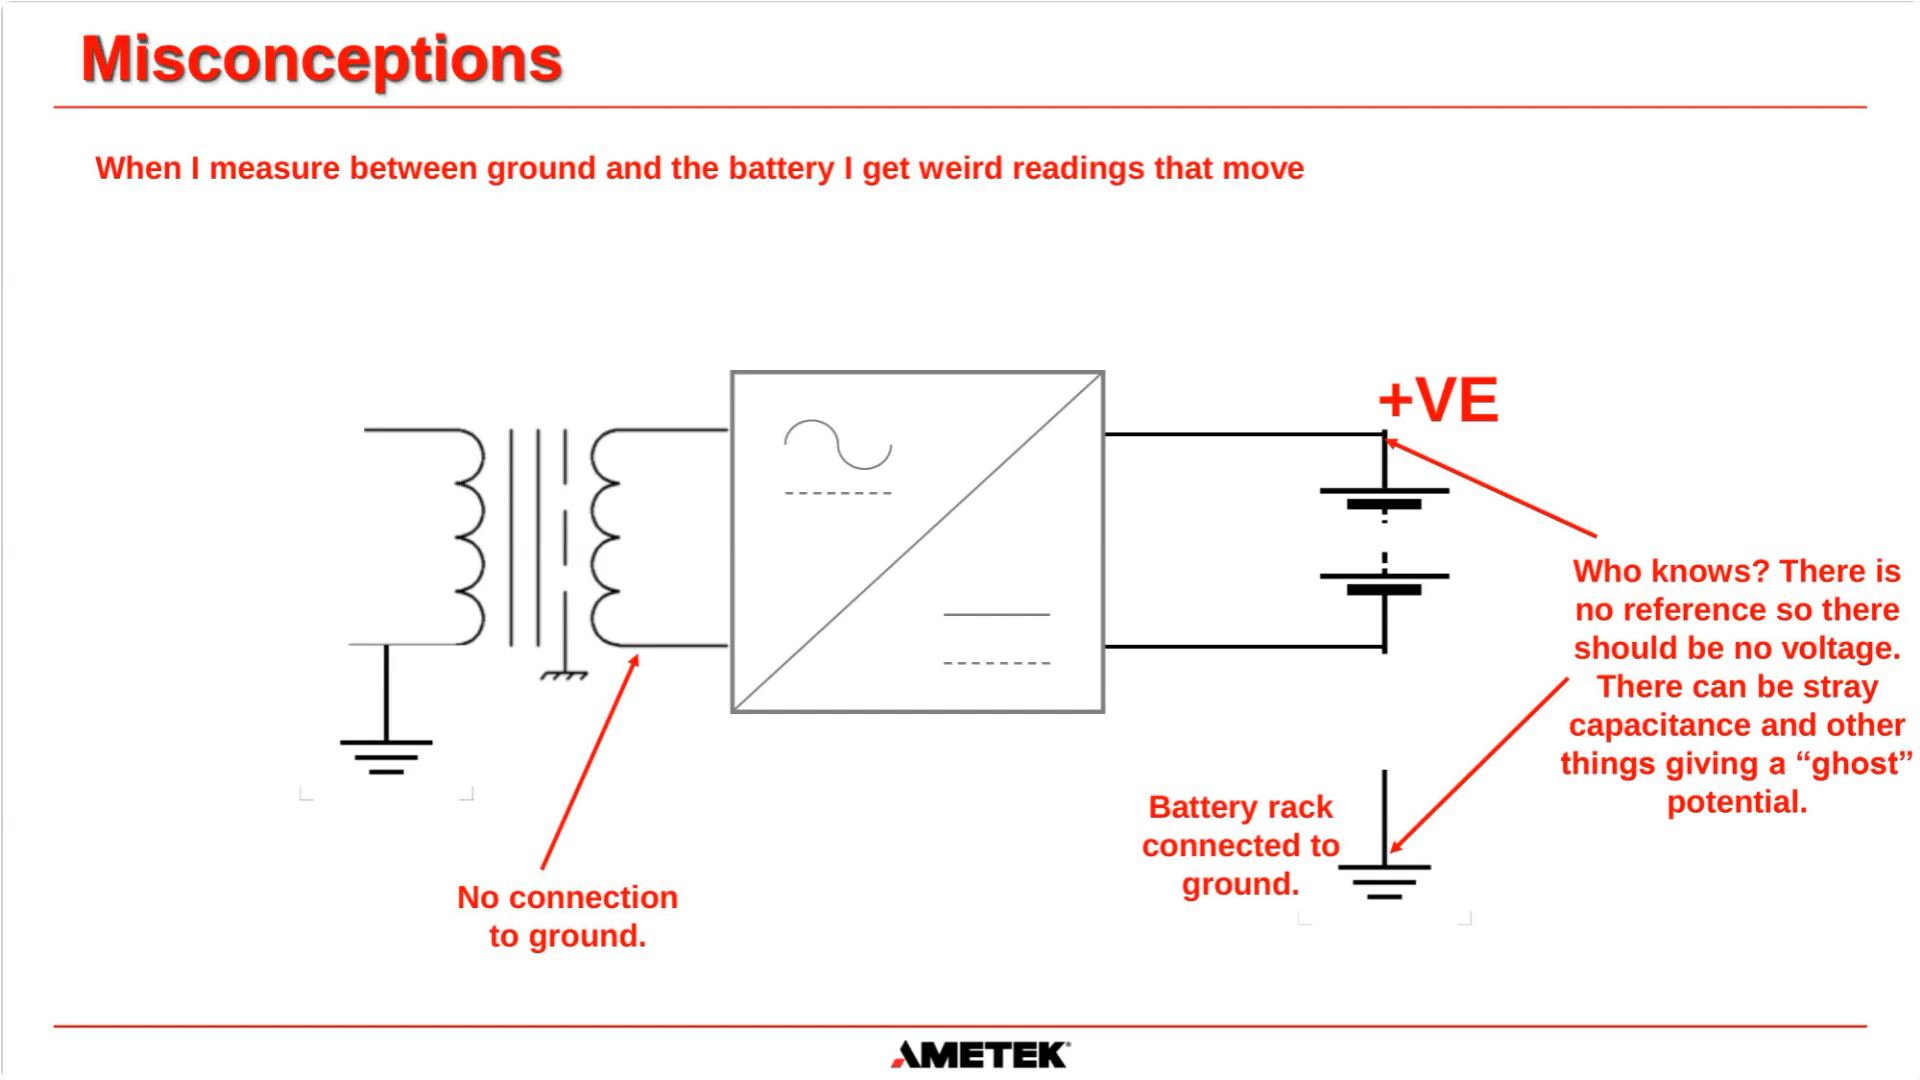 Misconceptions
When I measure between ground and the battery I get weird readings that move
+VE
Who knows? There is
no reference so there
should be no voltage.
There can be stray
capacitance and other
things giving a “ghost”
potential.
Battery rack
connected to
ground.
No connection
to ground.
AMETEK®